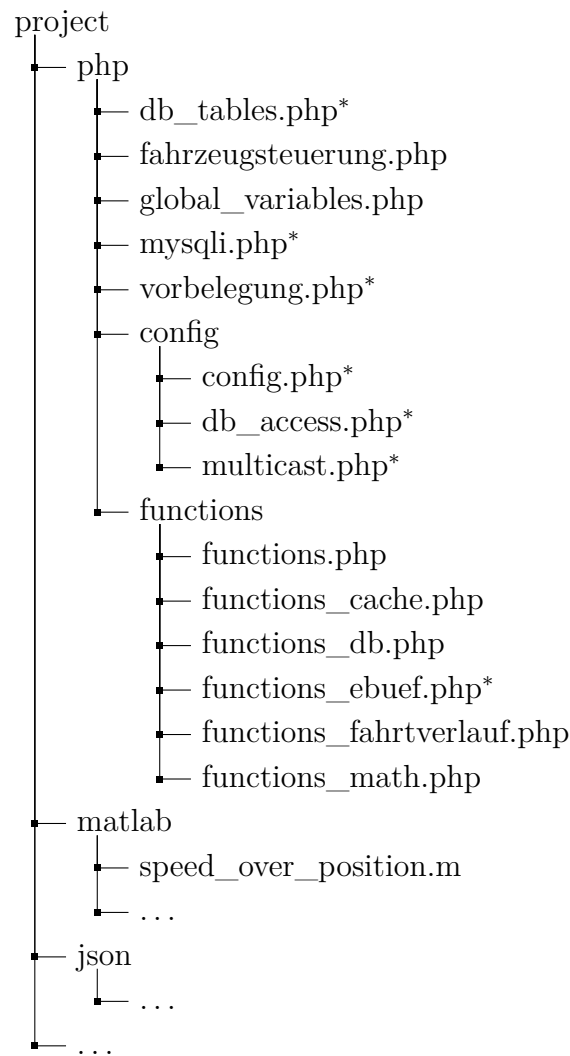 project
php
db_tables.php*
fahrzeugsteuerung.php
global_variables.php
mysqli.php*
vorbelegung.php*
config
config.php*
db_access.php*
multicast.php*
functions
functions.php
functions_cache.php
functions_db.php
functions_ebuef.php*
functions_fahrtverlauf.php
functions_math.php
matlab
speed_over_position.m
...
json
...
...